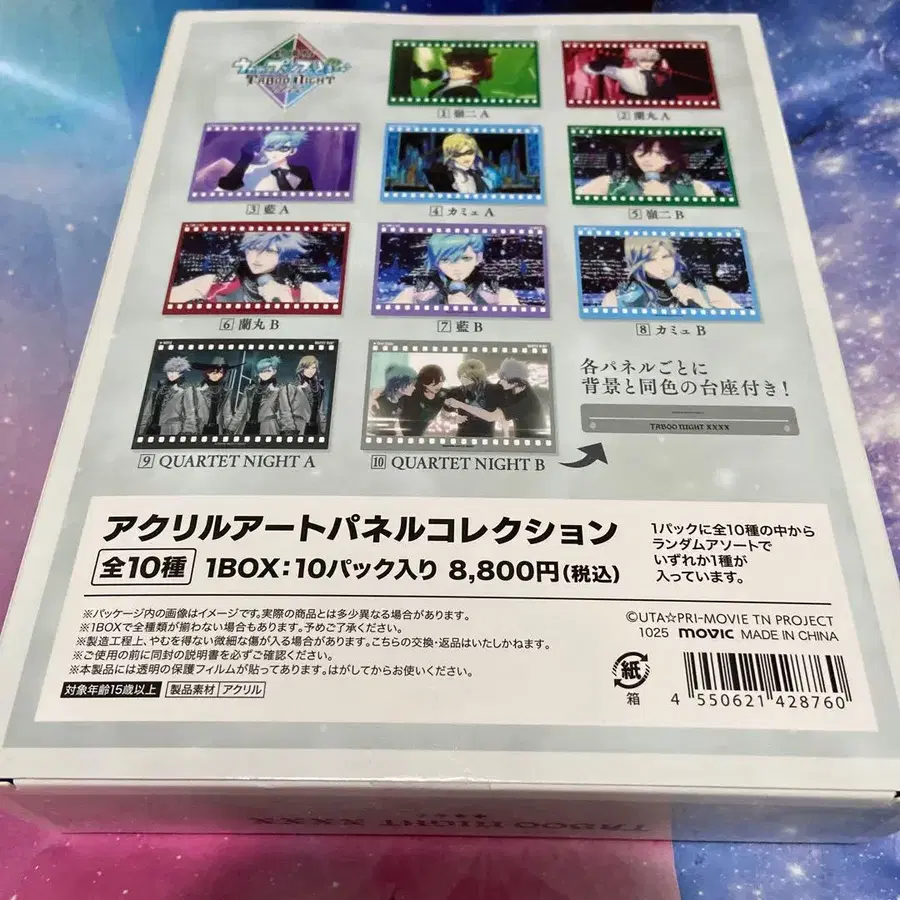 TABOO NIGHT
1 嶺二 A
2 蘭丸 A
3 藍 A
4 カミュ A
5 嶺二 B
6 蘭丸 B
7 藍 B
8 カミュ B
9 QUARTET NIGHT A
10 QUARTET NIGHT B
各パネルごとに
背景と同色の台座付き!
TABOO NIGHT XXXX
アクリルアートパネルコレクション
全10種 1BOX:10パック入り 8,800円(税込)
1パックに全10種の中から
ランダムアソートで
いずれか1種が
入っています。
※パッケージ内の画像はイメージです。実際の商品とは多少異なる場合があります。
※1BOXで全種類が揃わない場合もあります。予めご了承ください。
※製造工程上、やむを得ない微細な傷が入る場合があります。こちらの交換・返品はいたしかねます。
※ご使用の前に同封の説明書を必ずご確認ください。
※本製品には透明の保護フィルムが貼ってあります。はがしてからお使いください。
対象年齢15歳以上 製品素材 アクリル
©UTA☆PRI-MOVIE TN PROJECT
1025 movic MADE IN CHINA
紙
箱
4 550621 428760
TABOO NIGHT XXXX